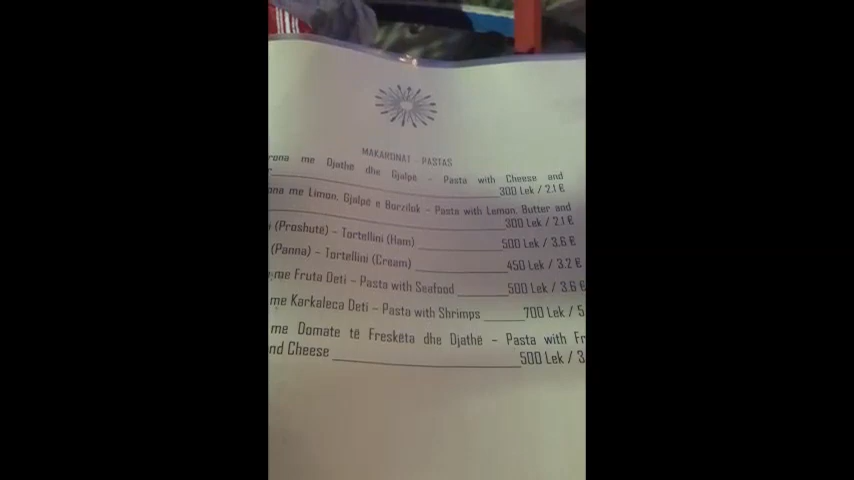 MAKARONAT - PASTAS
rona me Djathe dhe Gjalpë - Pasta with Cheese and
300 Lek / 2.1 €
ona me Limon, Gjalpë e Borzilok - Pasta with Lemon, Butter and
300 Lek / 2.1 €
(Proshutë) - Tortellini (Ham) 500 Lek / 3.6 €
(Panna) - Tortellini (Cream) 450 Lek / 3.2 €
me Fruta Deti - Pasta with Seafood 500 Lek / 3.6 €
me Karkaleca Deti - Pasta with Shrimps 700 Lek / 5
me Domate të Freskëta dhe Djathë - Pasta with Fr
nd Cheese 500 Lek / 3